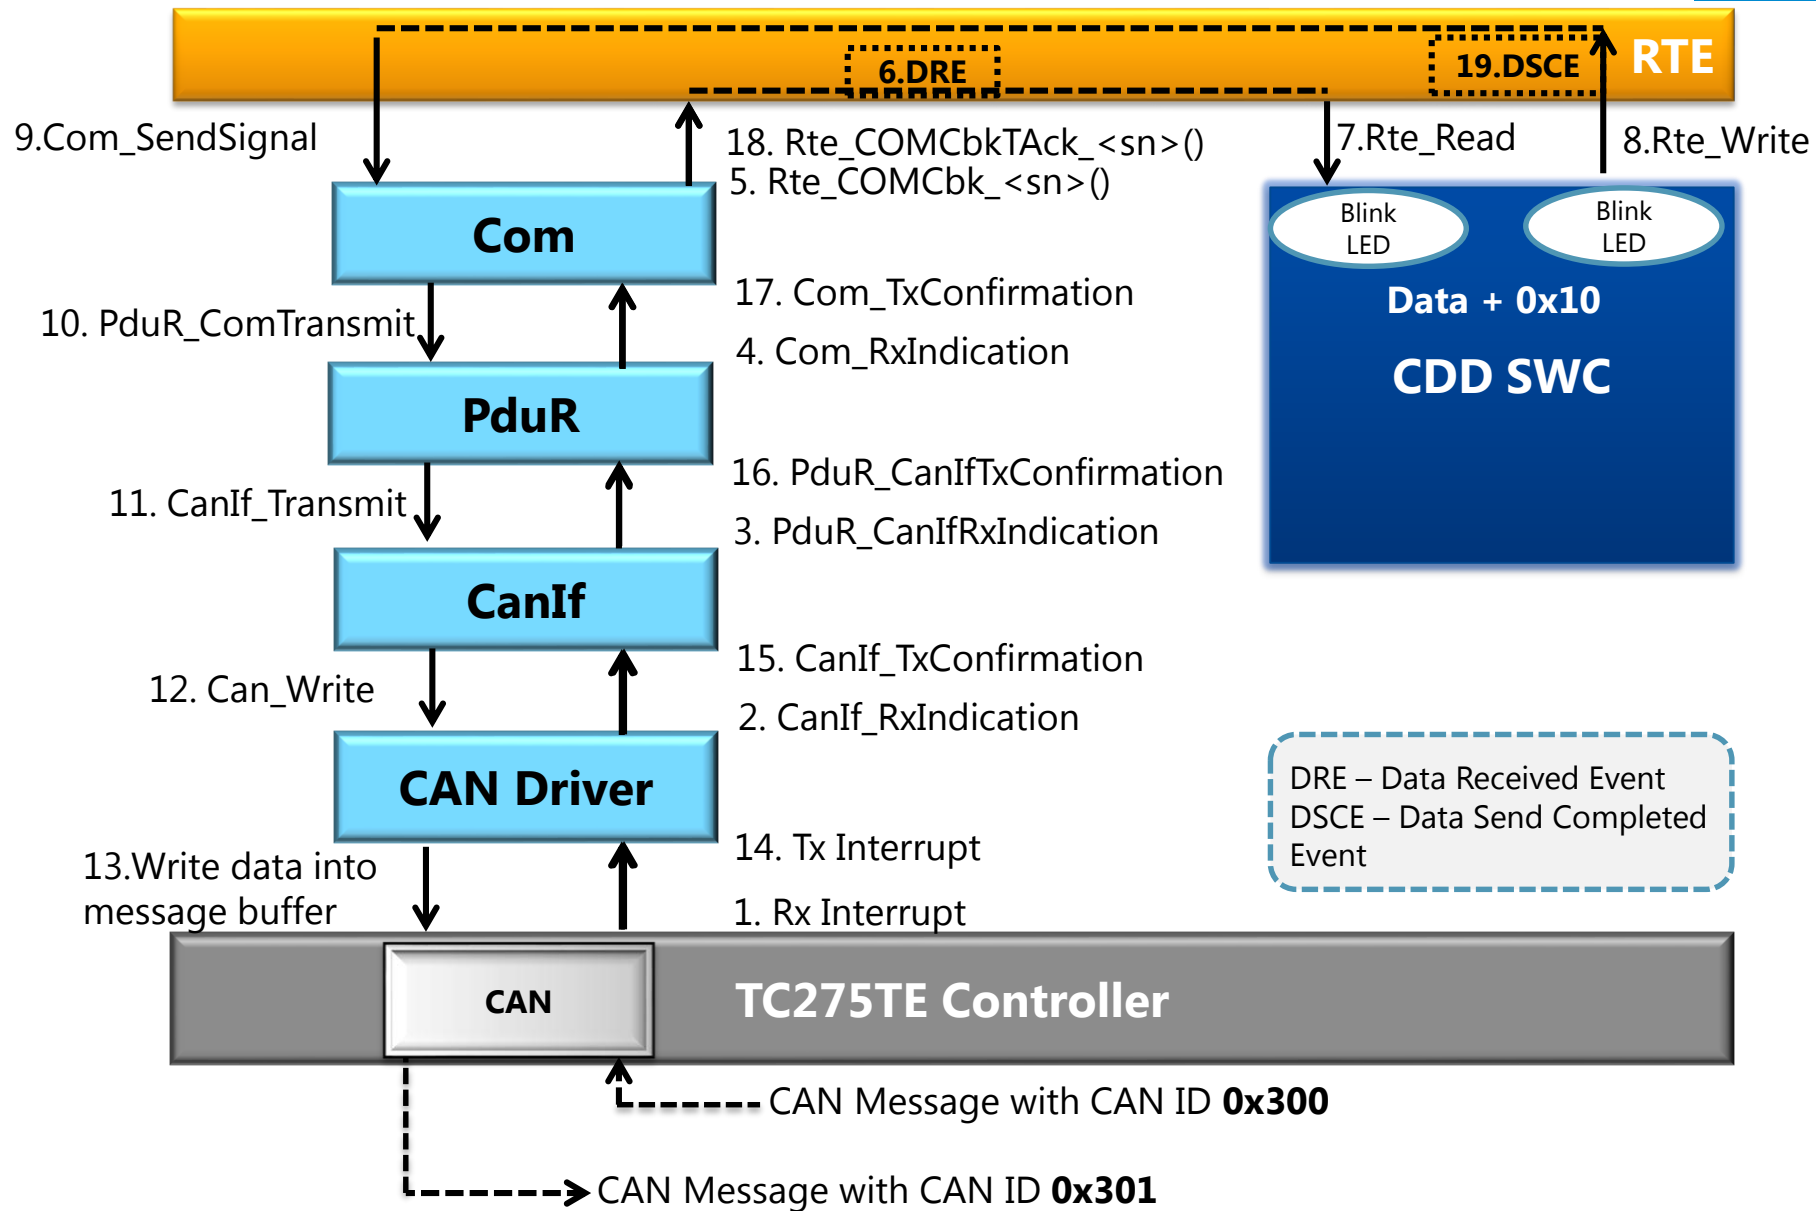 RTE
6.DRE
19.DSCE
9.Com_SendSignal
18. Rte_COMCbkTAck_<sn>()
5. Rte_COMCbk_<sn>()
7.Rte_Read
8.Rte_Write
Com
Blink
LED
Blink
LED
Data + 0x10
CDD SWC
10. PduR_ComTransmit
17. Com_TxConfirmation
4. Com_RxIndication
PduR
11. CanIf_Transmit
16. PduR_CanIfTxConfirmation
3. PduR_CanIfRxIndication
CanIf
12. Can_Write
15. CanIf_TxConfirmation
2. CanIf_RxIndication
CAN Driver
DRE – Data Received Event
DSCE – Data Send Completed
Event
13.Write data into
message buffer
14. Tx Interrupt
1. Rx Interrupt
CAN
TC275TE Controller
CAN Message with CAN ID 0x300
CAN Message with CAN ID 0x301